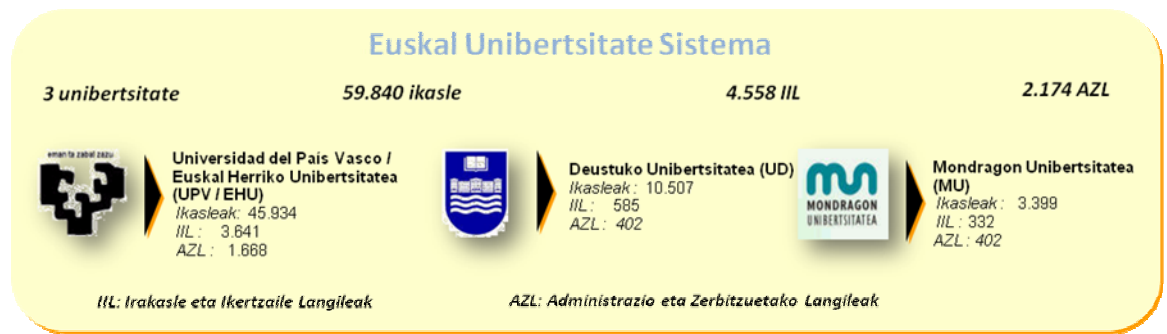 Euskal Unibertsitate Sistema
3 unibertsitate 59.840 ikasle 4.558 IIL 2.174 AZL
eman ta zabal zazu
Universidad del País Vasco /
Euskal Herriko Unibertsitatea
(UPV / EHU)
Ikasleak: 45.934
IIL : 3.641
AZL : 1.668
Deustuko Unibertsitatea (UD)
Ikasleak : 10.507
IIL : 585
AZL : 402
MONDRAGON
UNIBERTSITATEA
Mondragon Unibertsitatea
(MU)
Ikasleak : 3.399
IIL : 332
AZL : 402
IIL: Irakasle eta Ikertzaile Langileak
AZL: Administrazio eta Zerbitzuetako Langileak